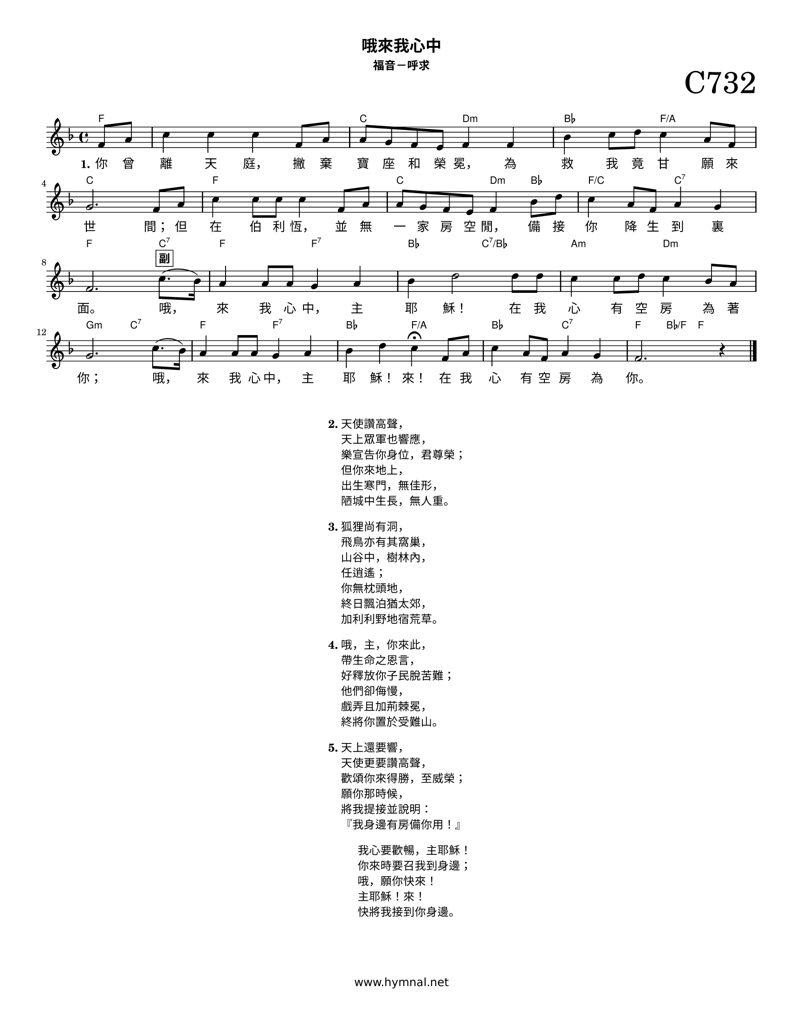 哦來我心中
福音－呼求
C732
F C Dm B♭ F/A
1. 你 曾 離 天 庭， 撇 棄 寶 座 和 榮 冕， 為 救 我 竟 甘 願 來
4 C F C Dm B♭ F/C C7
世 間； 但 在 伯 利 恆， 並 無 一 家 房 空 閒， 備 接 你 降 生 到 裏
F C7 F F7 B♭ C7/B♭ Am Dm
8 副
面。 哦， 來 我 心 中， 主 耶 穌！ 在 我 心 有 空 房 為 著
12 Gm C7 F F7 B♭ F/A B♭ C7 F B♭/F F
你； 哦， 來 我 心 中， 主 耶 穌！ 來！ 在 我 心 有 空 房 為 你。
2. 天使讚高聲，
天上眾軍也響應，
樂宣告你身位，君尊榮；
但你來地上，
出生寒門，無佳形，
陋城中生長，無人重。
3. 狐狸尚有洞，
飛鳥亦有其窩巢，
山谷中，樹林內，
任逍遙；
你無枕頭地，
終日飄泊猶太郊，
加利利野地宿荒草。
4. 哦，主，你來此，
帶生命之恩言，
好釋放你子民脫苦難；
他們卻侮慢，
戲弄且加荊棘冕，
終將你置於受難山。
5. 天上還要響，
天使更要讚高聲，
歡頌你來得勝，至威榮；
願你那時候，
將我提接並說明：
『我身邊有房備你用！』
我心要歡暢，主耶穌！
你來時要召我到身邊；
哦，願你快來！
主耶穌！來！
快將我接到你身邊。
www.hymnal.net